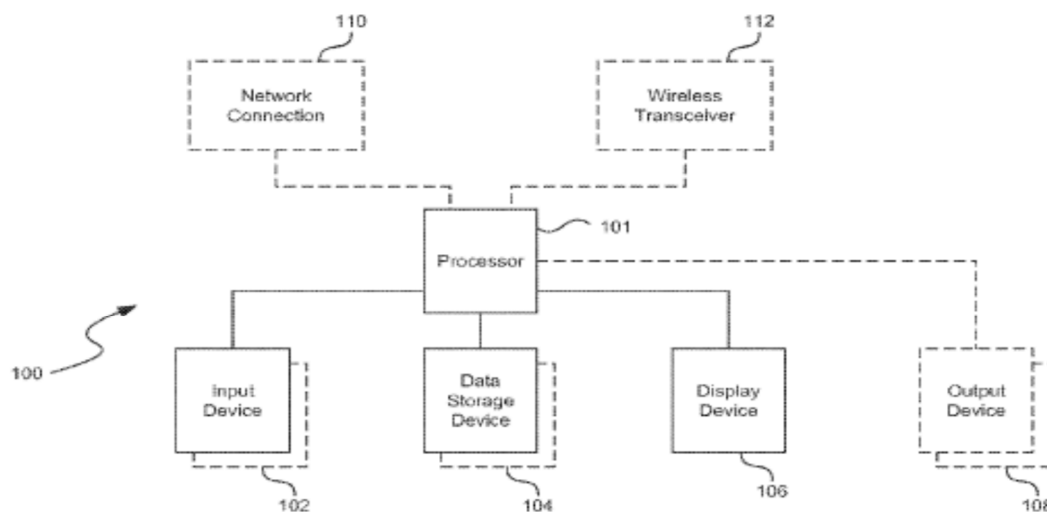 110
112
Network
Connection
Wireless
Transceiver
101
Processor
100
Input
Device
Data
Storage
Device
Display
Device
Output
Device
102
104
106
108